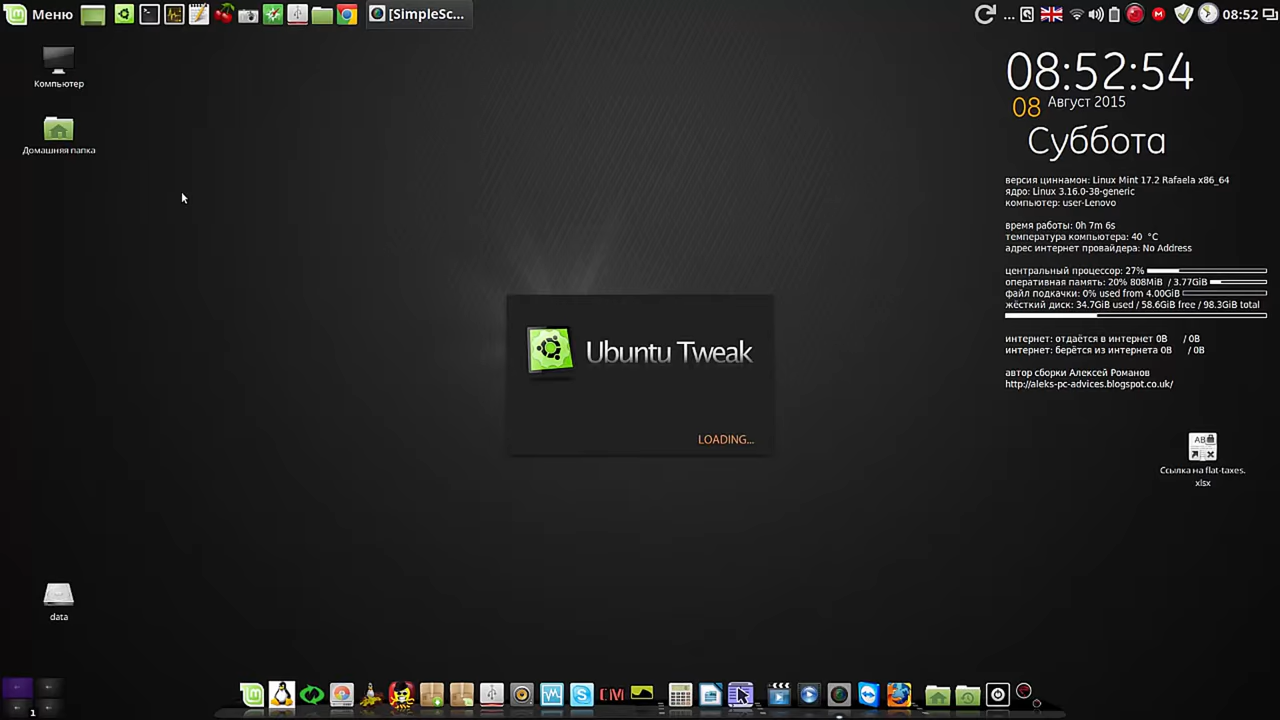 Меню
[SimpleSc...
...
08:52
Компьютер
Домашняя папка
08:52:54
08 Август 2015
Суббота
версия циннамон: Linux Mint 17.2 Rafaela x86_64
ядро: Linux 3.16.0-38-generic
компьютер: user-Lenovo
время работы: 0h 7m 6s
температура компьютера: 40 °C
адрес интернет провайдера: No Address
центральный процессор: 27%
оперативная память: 20% 808MiB / 3.77GiB
файл подкачки: 0% used from 4.00GiB
жёсткий диск: 34.7GiB used / 58.6GiB free / 98.3GiB total
интернет: отдаётся в интернет 0B / 0B
интернет: берётся из интернета 0B / 0B
автор сборки Алексей Романов
http://aleks-pc-advices.blogspot.co.uk/
Ubuntu Tweak
LOADING...
AB
Ссылка на flat-taxes.
xlsx
data
1